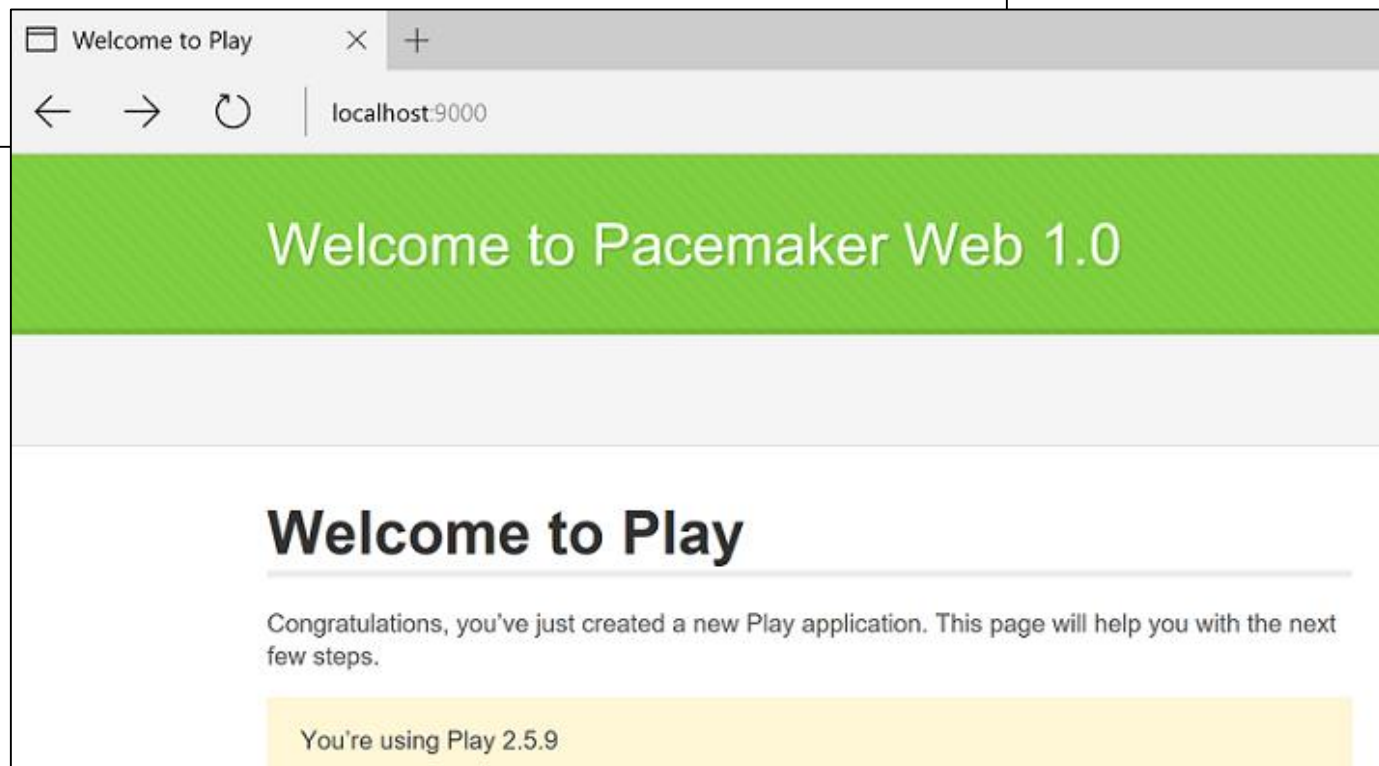 Welcome to Play
localhost:9000
Welcome to Pacemaker Web 1.0
Welcome to Play
Congratulations, you've just created a new Play application. This page will help you with the next
few steps.
You're using Play 2.5.9